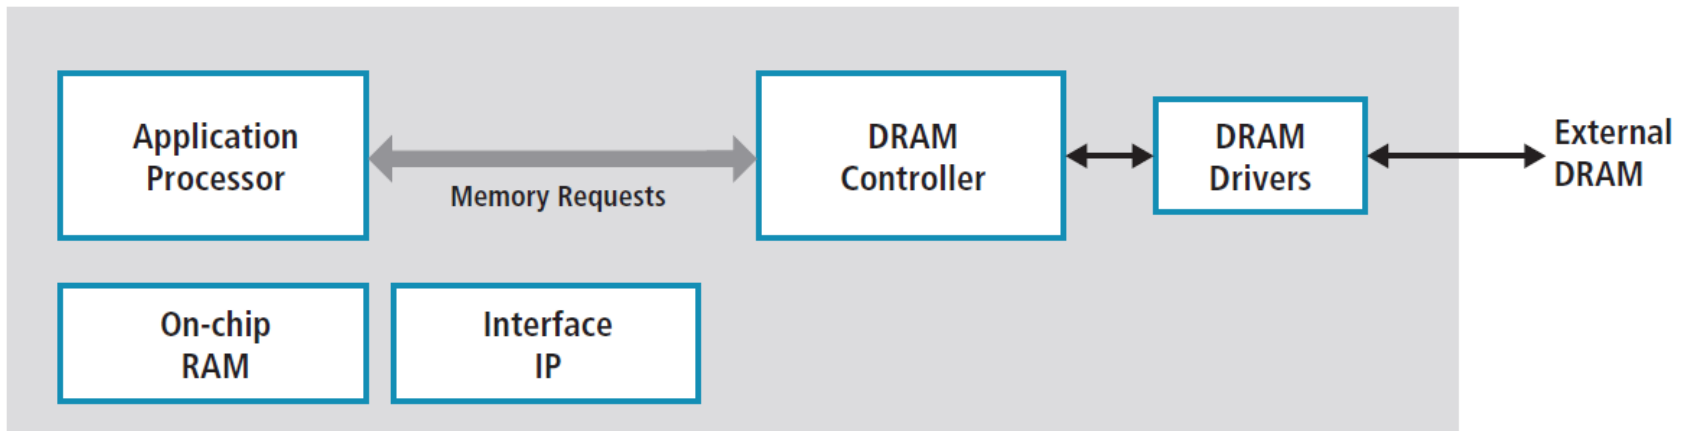 Application
Processor
Memory Requests
DRAM
Controller
DRAM
Drivers
External
DRAM
On-chip
RAM
Interface
IP